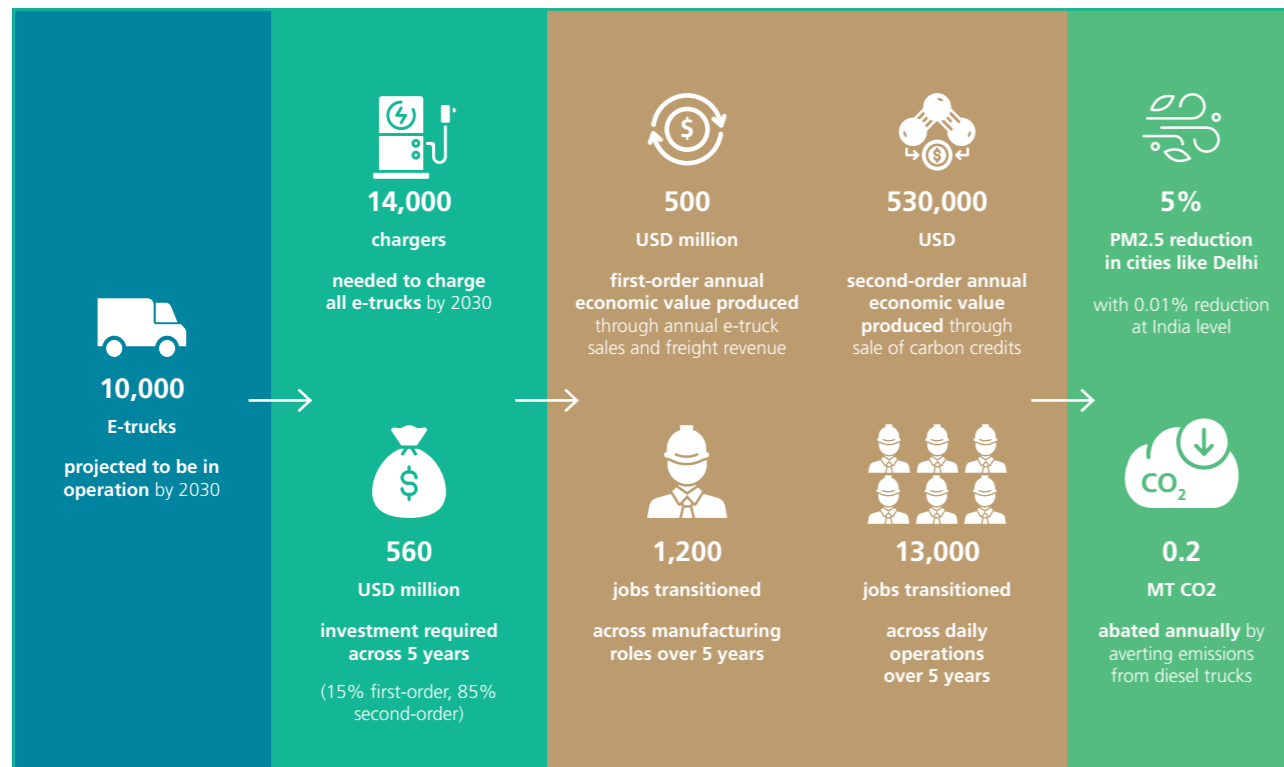 10,000
E-trucks
projected to be in
operation by 2030
14,000
chargers
needed to charge
all e-trucks by 2030
$
560
USD million
investment required
across 5 years
(15% first-order, 85%
second-order)
$
500
USD million
first-order annual
economic value produced
through annual e-truck
sales and freight revenue
$
530,000
USD
second-order annual
economic value
produced through
sale of carbon credits
1,200
jobs transitioned
across manufacturing
roles over 5 years
13,000
jobs transitioned
across daily
operations
over 5 years
5%
PM2.5 reduction
in cities like Delhi
with 0.01% reduction
at India level
CO2
0.2
MT CO2
abated annually by
averting emissions
from diesel trucks